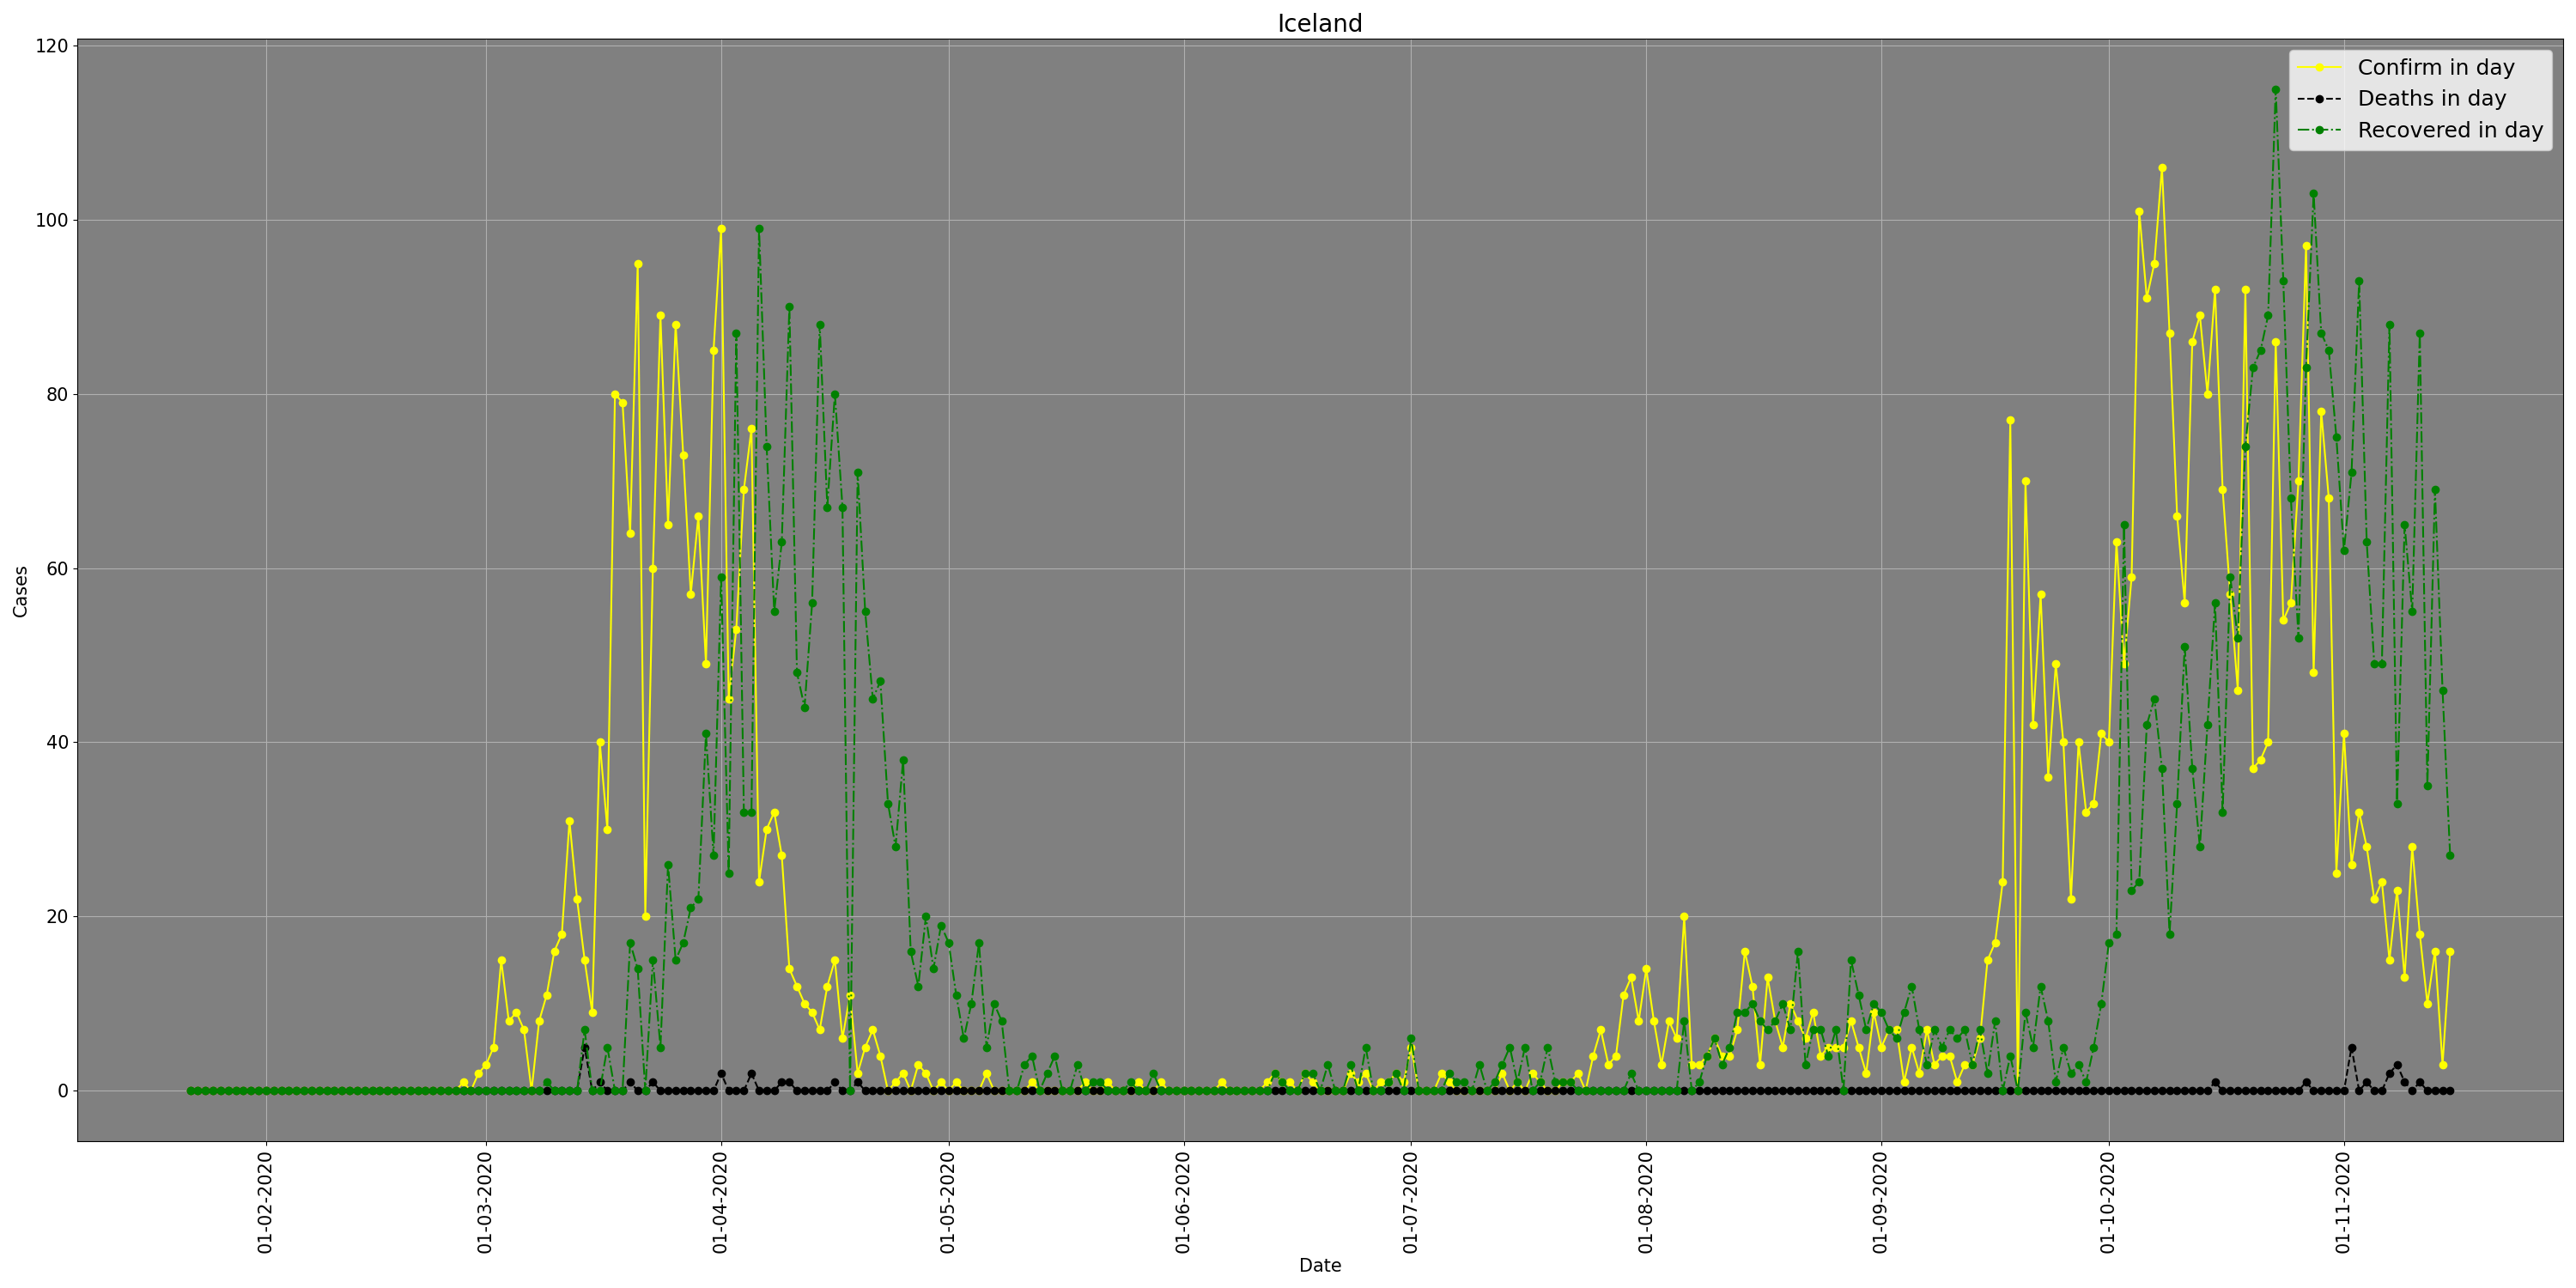 Iceland
120
100
80
60
40
20
0
Cases
Confirm in day
Deaths in day
Recovered in day
01-02-2020
01-03-2020
01-04-2020
01-05-2020
01-06-2020
01-07-2020
01-08-2020
01-09-2020
01-10-2020
01-11-2020
Date